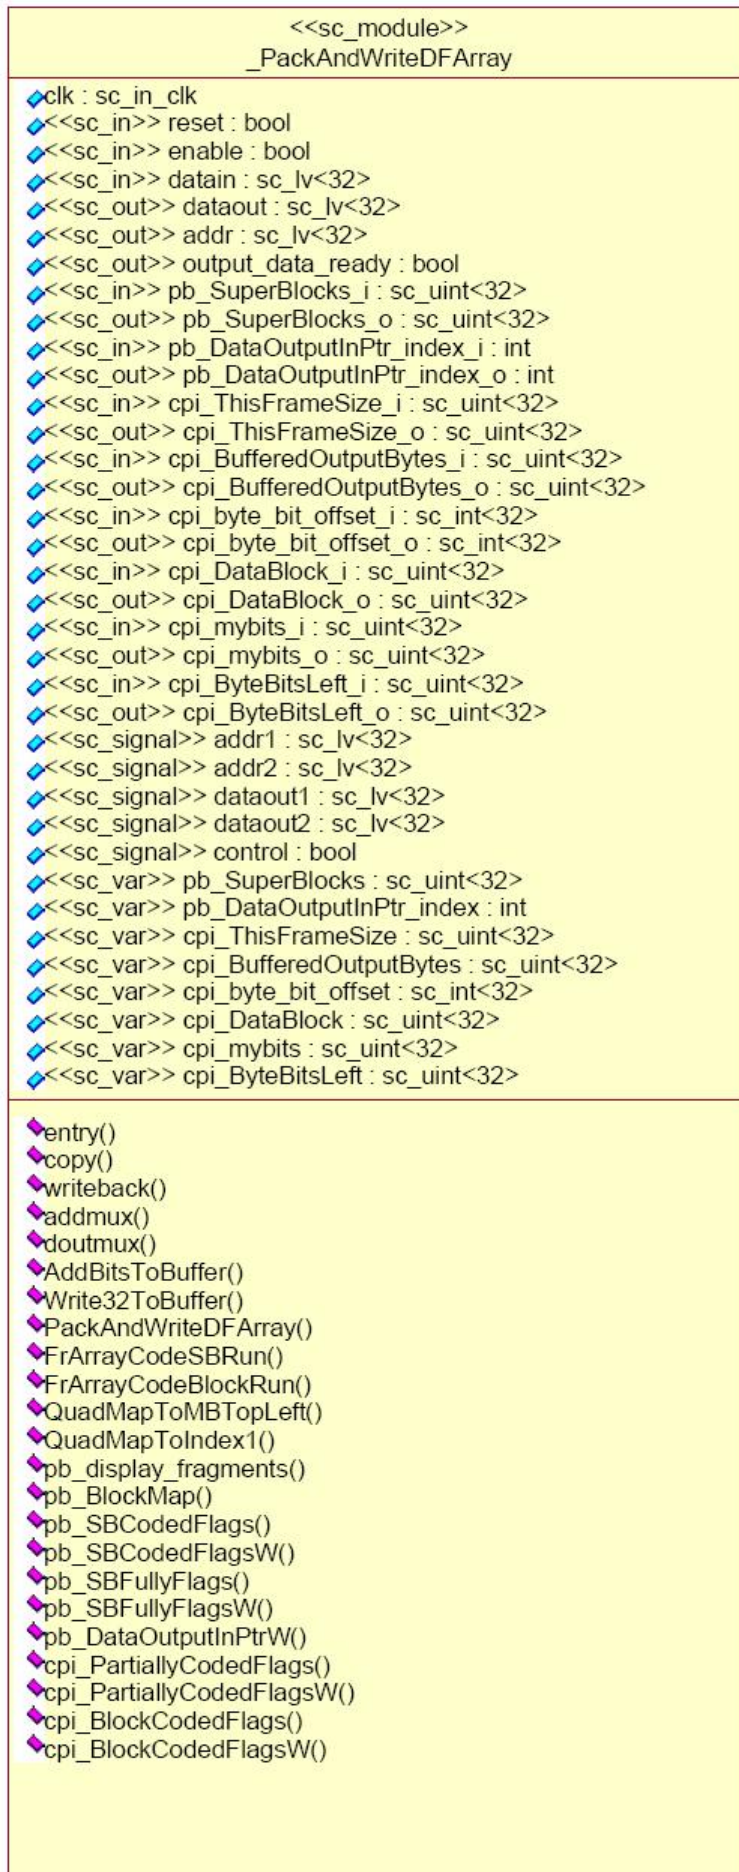 <<sc_module>>
_PackAndWriteDFArray
clk : sc_in_clk
<<sc_in>> reset : bool
<<sc_in>> enable : bool
<<sc_in>> datain : sc_lv<32>
<<sc_out>> dataout : sc_lv<32>
<<sc_out>> addr : sc_lv<32>
<<sc_out>> output_data_ready : bool
<<sc_in>> pb_SuperBlocks_i : sc_uint<32>
<<sc_out>> pb_SuperBlocks_o : sc_uint<32>
<<sc_in>> pb_DataOutputInPtr_index_i : int
<<sc_out>> pb_DataOutputInPtr_index_o : int
<<sc_in>> cpi_ThisFrameSize_i : sc_uint<32>
<<sc_out>> cpi_ThisFrameSize_o : sc_uint<32>
<<sc_in>> cpi_BufferedOutputBytes_i : sc_uint<32>
<<sc_out>> cpi_BufferedOutputBytes_o : sc_uint<32>
<<sc_in>> cpi_byte_bit_offset_i : sc_int<32>
<<sc_out>> cpi_byte_bit_offset_o : sc_int<32>
<<sc_in>> cpi_DataBlock_i : sc_uint<32>
<<sc_out>> cpi_DataBlock_o : sc_uint<32>
<<sc_in>> cpi_mybits_i : sc_uint<32>
<<sc_out>> cpi_mybits_o : sc_uint<32>
<<sc_in>> cpi_ByteBitsLeft_i : sc_uint<32>
<<sc_out>> cpi_ByteBitsLeft_o : sc_uint<32>
<<sc_signal>> addr1 : sc_lv<32>
<<sc_signal>> addr2 : sc_lv<32>
<<sc_signal>> dataout1 : sc_lv<32>
<<sc_signal>> dataout2 : sc_lv<32>
<<sc_signal>> control : bool
<<sc_var>> pb_SuperBlocks : sc_uint<32>
<<sc_var>> pb_DataOutputInPtr_index : int
<<sc_var>> cpi_ThisFrameSize : sc_uint<32>
<<sc_var>> cpi_BufferedOutputBytes : sc_uint<32>
<<sc_var>> cpi_byte_bit_offset : sc_int<32>
<<sc_var>> cpi_DataBlock : sc_uint<32>
<<sc_var>> cpi_mybits : sc_uint<32>
<<sc_var>> cpi_ByteBitsLeft : sc_uint<32>
entry()
copy()
writeback()
addmux()
doutmux()
AddBitsToBuffer()
Write32ToBuffer()
PackAndWriteDFArray()
FrArrayCodeSBRun()
FrArrayCodeBlockRun()
QuadMapToMBTopLeft()
QuadMapToIndex1()
pb_display_fragments()
pb_BlockMap()
pb_SBCodedFlags()
pb_SBCodedFlagsW()
pb_SBFullyFlags()
pb_SBFullyFlagsW()
pb_DataOutputInPtrW()
cpi_PartiallyCodedFlags()
cpi_PartiallyCodedFlagsW()
cpi_BlockCodedFlags()
cpi_BlockCodedFlagsW()